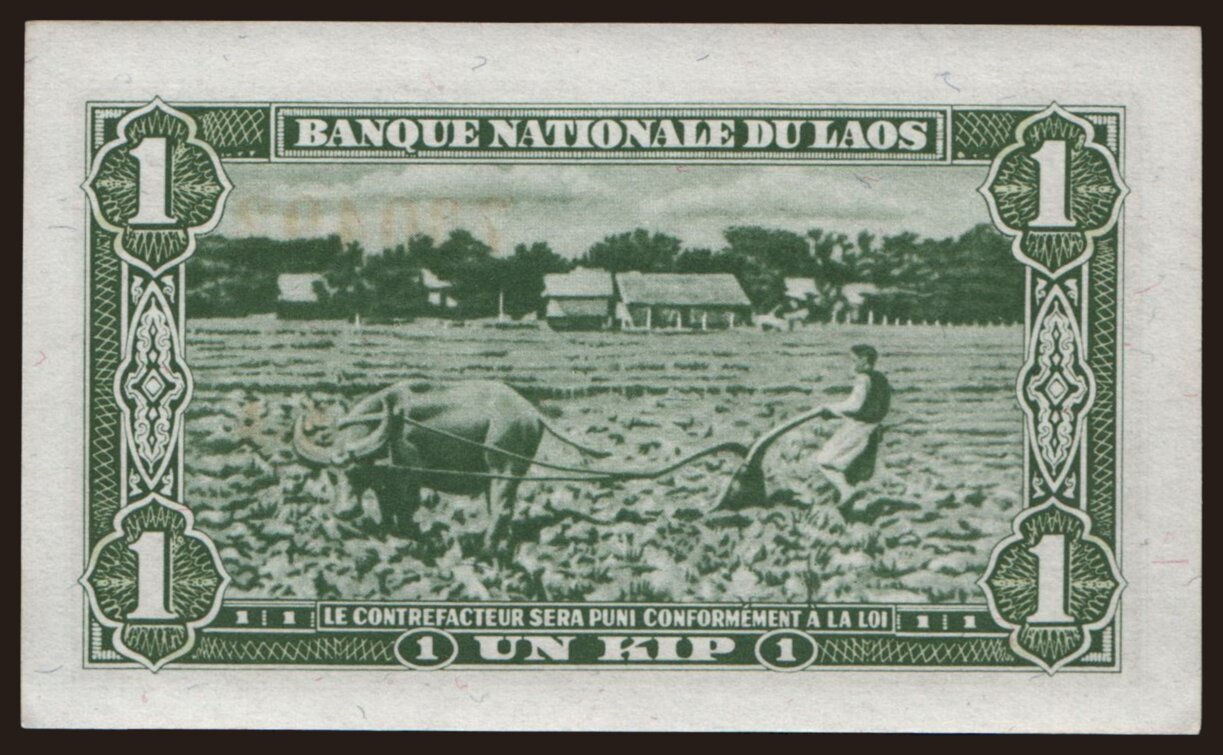 BANQUE NATIONALE DU LAOS
1 1
1 1
1 1 LE CONTREFACTEUR SERA PUNI CONFORMÉMENT À LA LOI 1 1
1 UN KIP 1